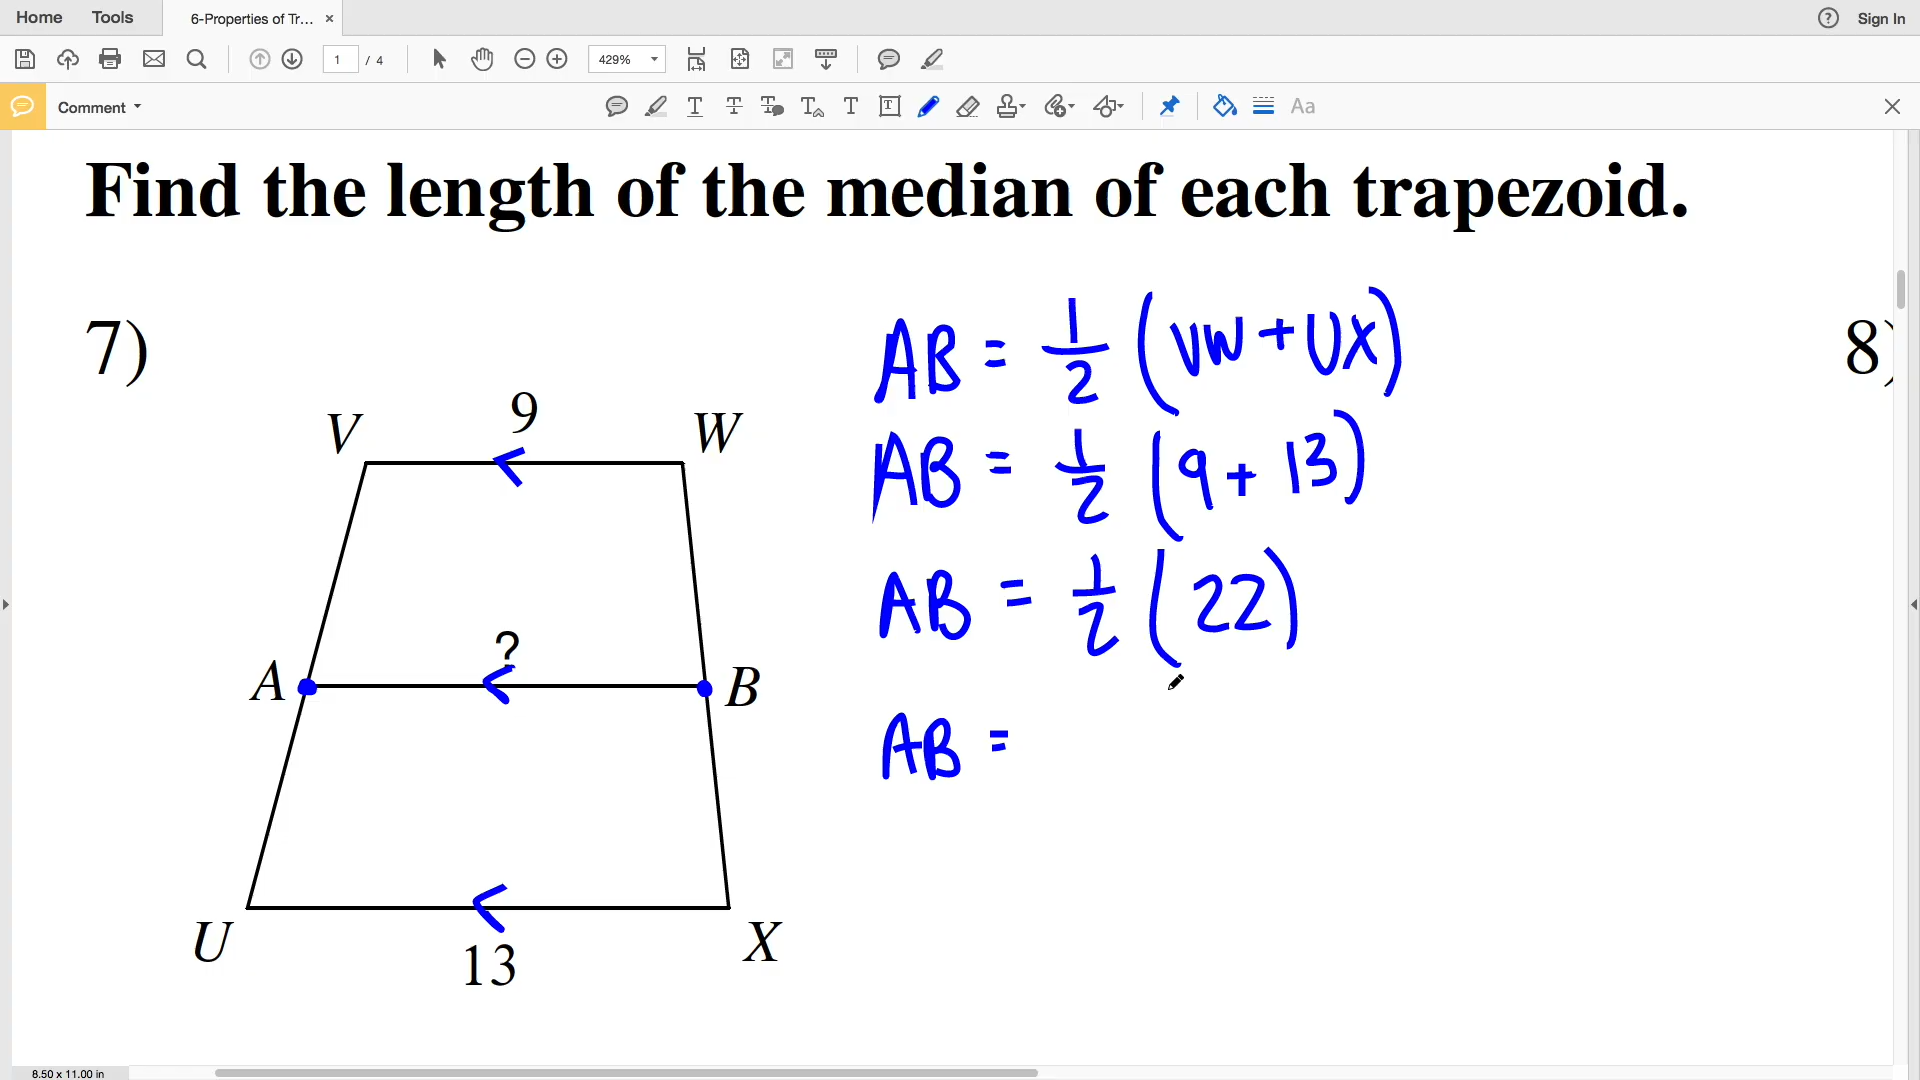 Home Tools 6-Properties of Tr... × ? Sign In
1 / 4 429%
Comment Aa
Find the length of the median of each trapezoid.
7)
8)
AB = 1/2 (VW + UX)
AB = 1/2 (9 + 13)
AB = 1/2 (22)
AB =
V 9 W
A ? B
U 13 X
8.50 x 11.00 in